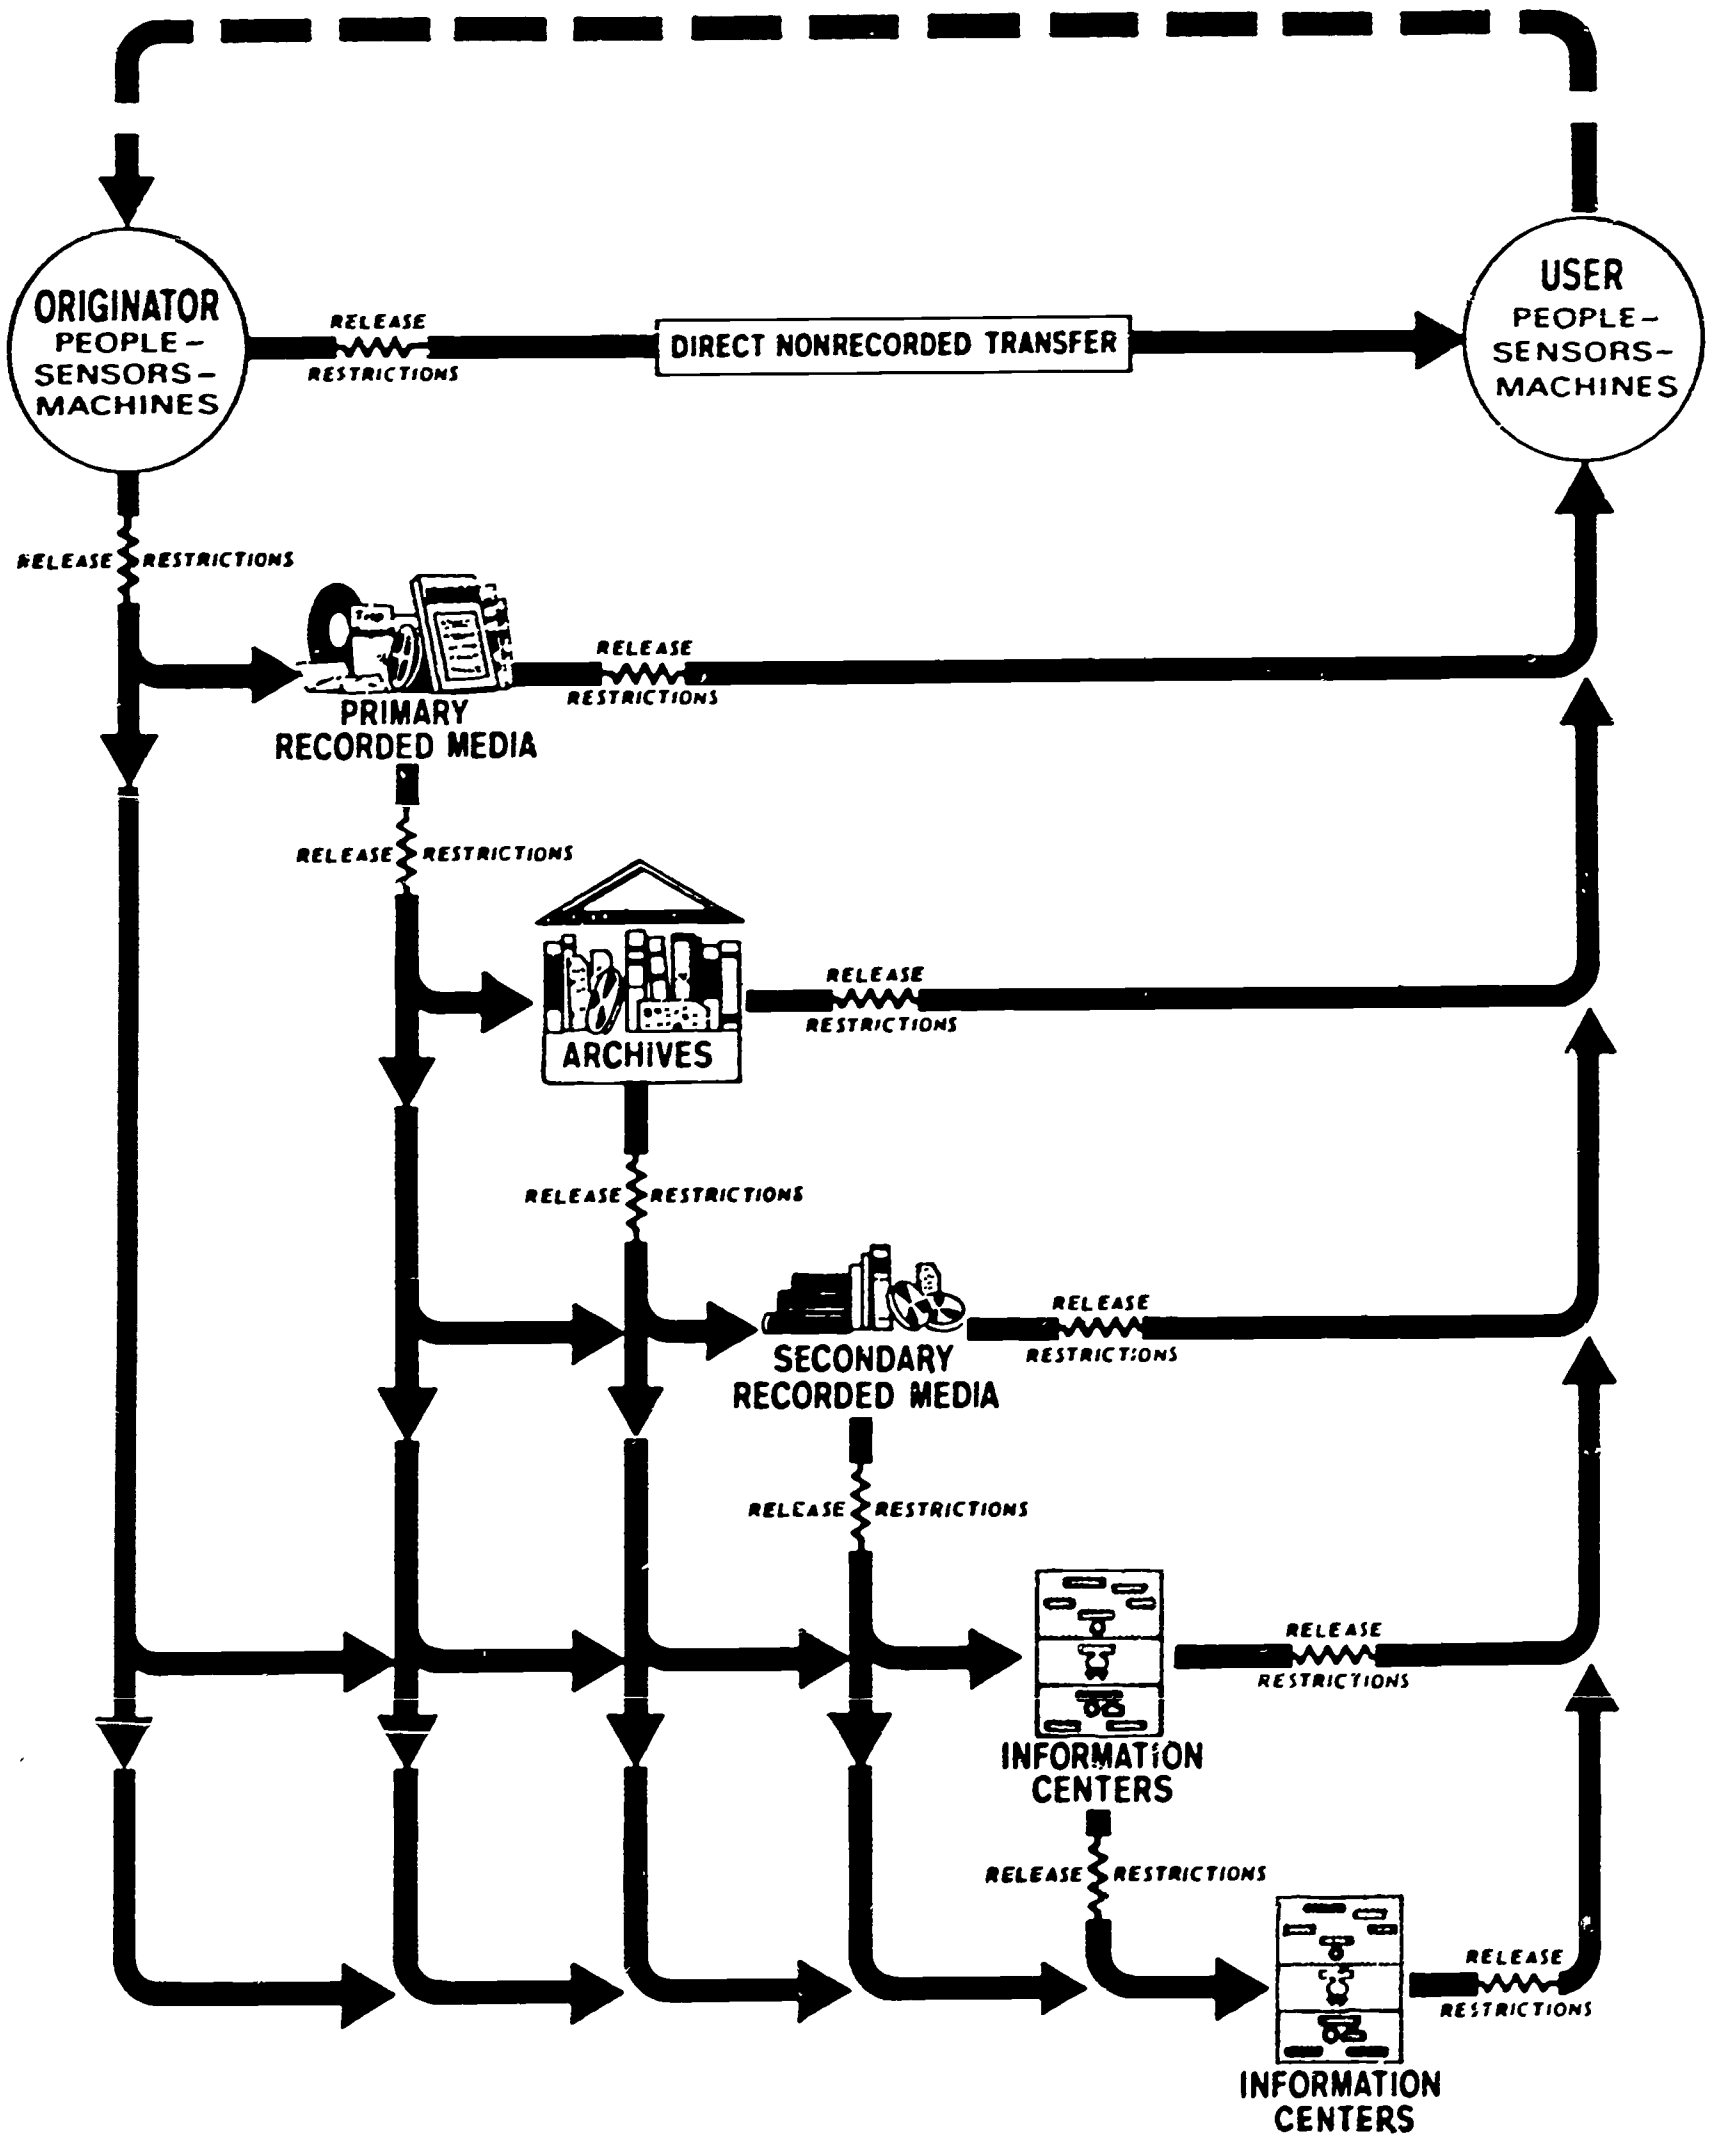 ORIGINATOR
PEOPLE-
SENSORS-
MACHINES
RELEASE
RESTRICTIONS
DIRECT NONRECORDED TRANSFER
USER
PEOPLE-
SENSORS-
MACHINES
RELEASE RESTRICTIONS
PRIMARY
RECORDED MEDIA
RELEASE
RESTRICTIONS
RELEASE RESTRICTIONS
ARCHIVES
RELEASE
RESTRICTIONS
RELEASE RESTRICTIONS
SECONDARY
RECORDED MEDIA
RELEASE
RESTRICTIONS
RELEASE RESTRICTIONS
INFORMATION
CENTERS
RELEASE
RESTRICTIONS
RELEASE RESTRICTIONS
INFORMATION
CENTERS
RELEASE
RESTRICTIONS